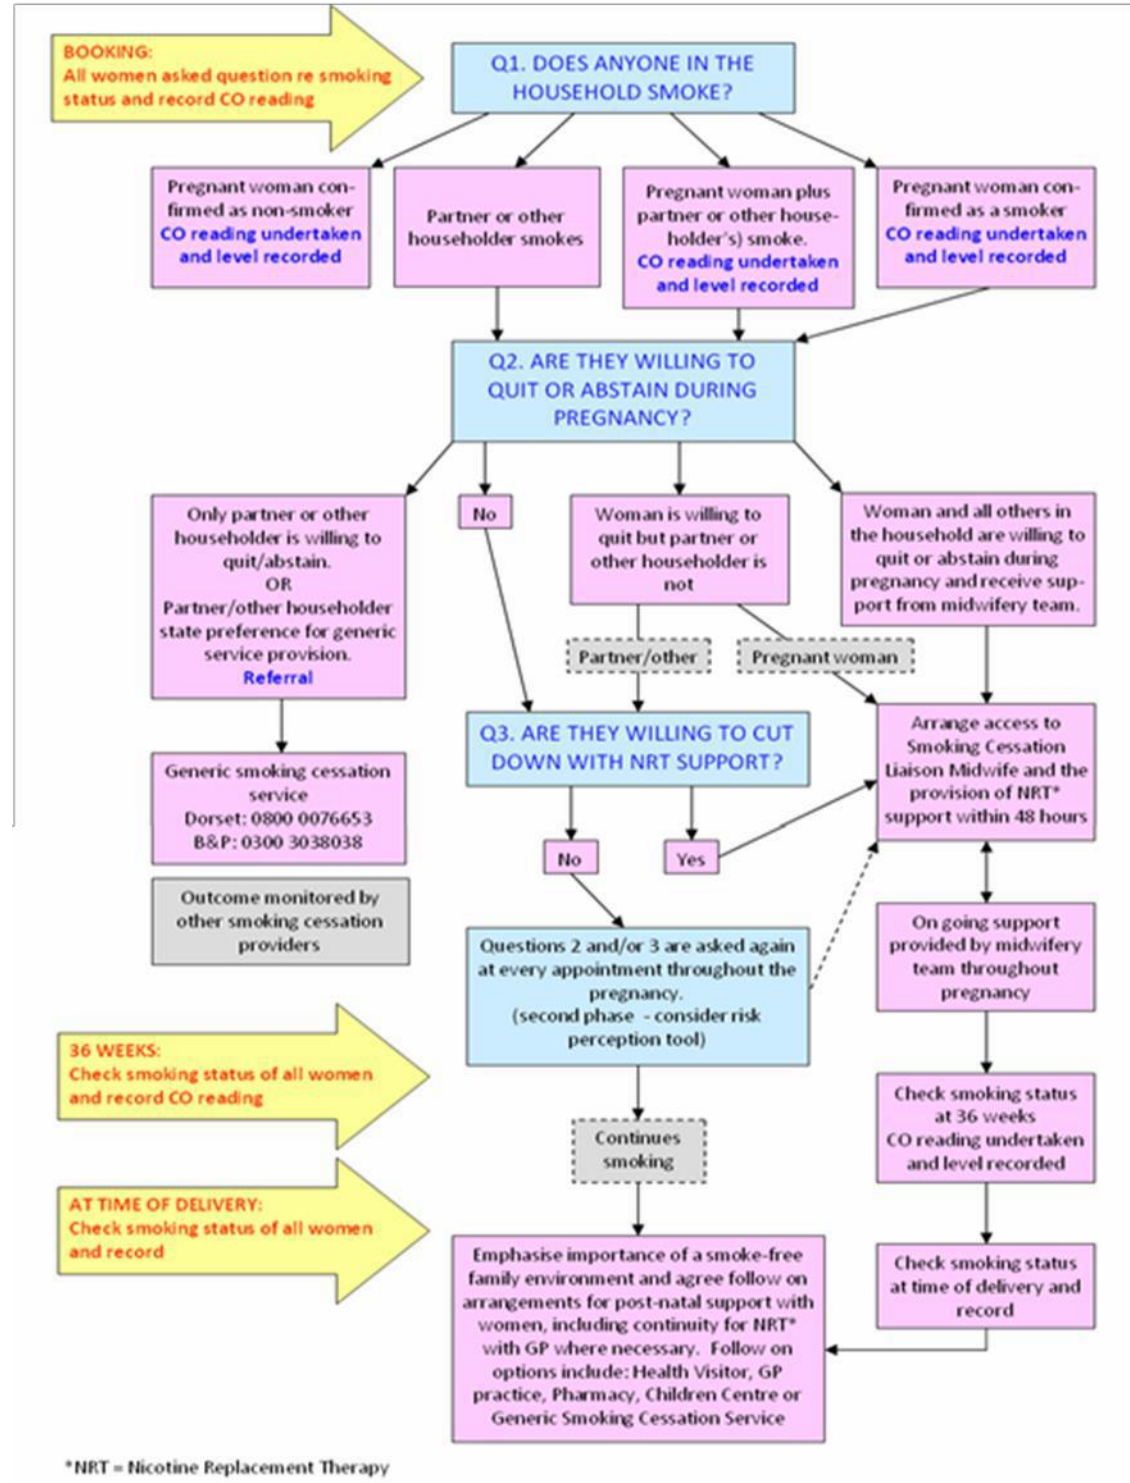 BOOKING:
All women asked question re smoking
status and record CO reading
Q1. DOES ANYONE IN THE
HOUSEHOLD SMOKE?
Pregnant woman con-
firmed as non-smoker
CO reading undertaken
and level recorded
Partner or other
householder smokes
Pregnant woman plus
partner or other house-
holder's) smoke.
CO reading undertaken
and level recorded
Pregnant woman con-
firmed as a smoker
CO reading undertaken
and level recorded
Q2. ARE THEY WILLING TO
QUIT OR ABSTAIN DURING
PREGNANCY?
Only partner or other
householder is willing to
quit/abstain.
OR
Partner/other householder
state preference for generic
service provision.
Referral
No
Woman is willing to
quit but partner or
other householder is
not
Woman and all others in
the household are willing to
quit or abstain during
pregnancy and receive sup-
port from midwifery team.
Partner/other
Pregnant woman
Q3. ARE THEY WILLING TO CUT
DOWN WITH NRT SUPPORT?
Arrange access to
Smoking Cessation
Liaison Midwife and the
provision of NRT*
support within 48 hours
Generic smoking cessation
service
Dorset: 0800 0076653
B&P: 0300 3038038
No
Yes
Outcome monitored by
other smoking cessation
providers
Questions 2 and/or 3 are asked again
at every appointment throughout the
pregnancy.
(second phase - consider risk
perception tool)
On going support
provided by midwifery
team throughout
pregnancy
36 WEEKS:
Check smoking status of all women
and record CO reading
Continues
smoking
Check smoking status
at 36 weeks
CO reading undertaken
and level recorded
AT TIME OF DELIVERY:
Check smoking status of all women
and record
Emphasise importance of a smoke-free
family environment and agree follow on
arrangements for post-natal support with
women, including continuity for NRT*
with GP where necessary. Follow on
options include: Health Visitor, GP
practice, Pharmacy, Children Centre or
Generic Smoking Cessation Service
Check smoking status
at time of delivery and
record
*NRT = Nicotine Replacement Therapy